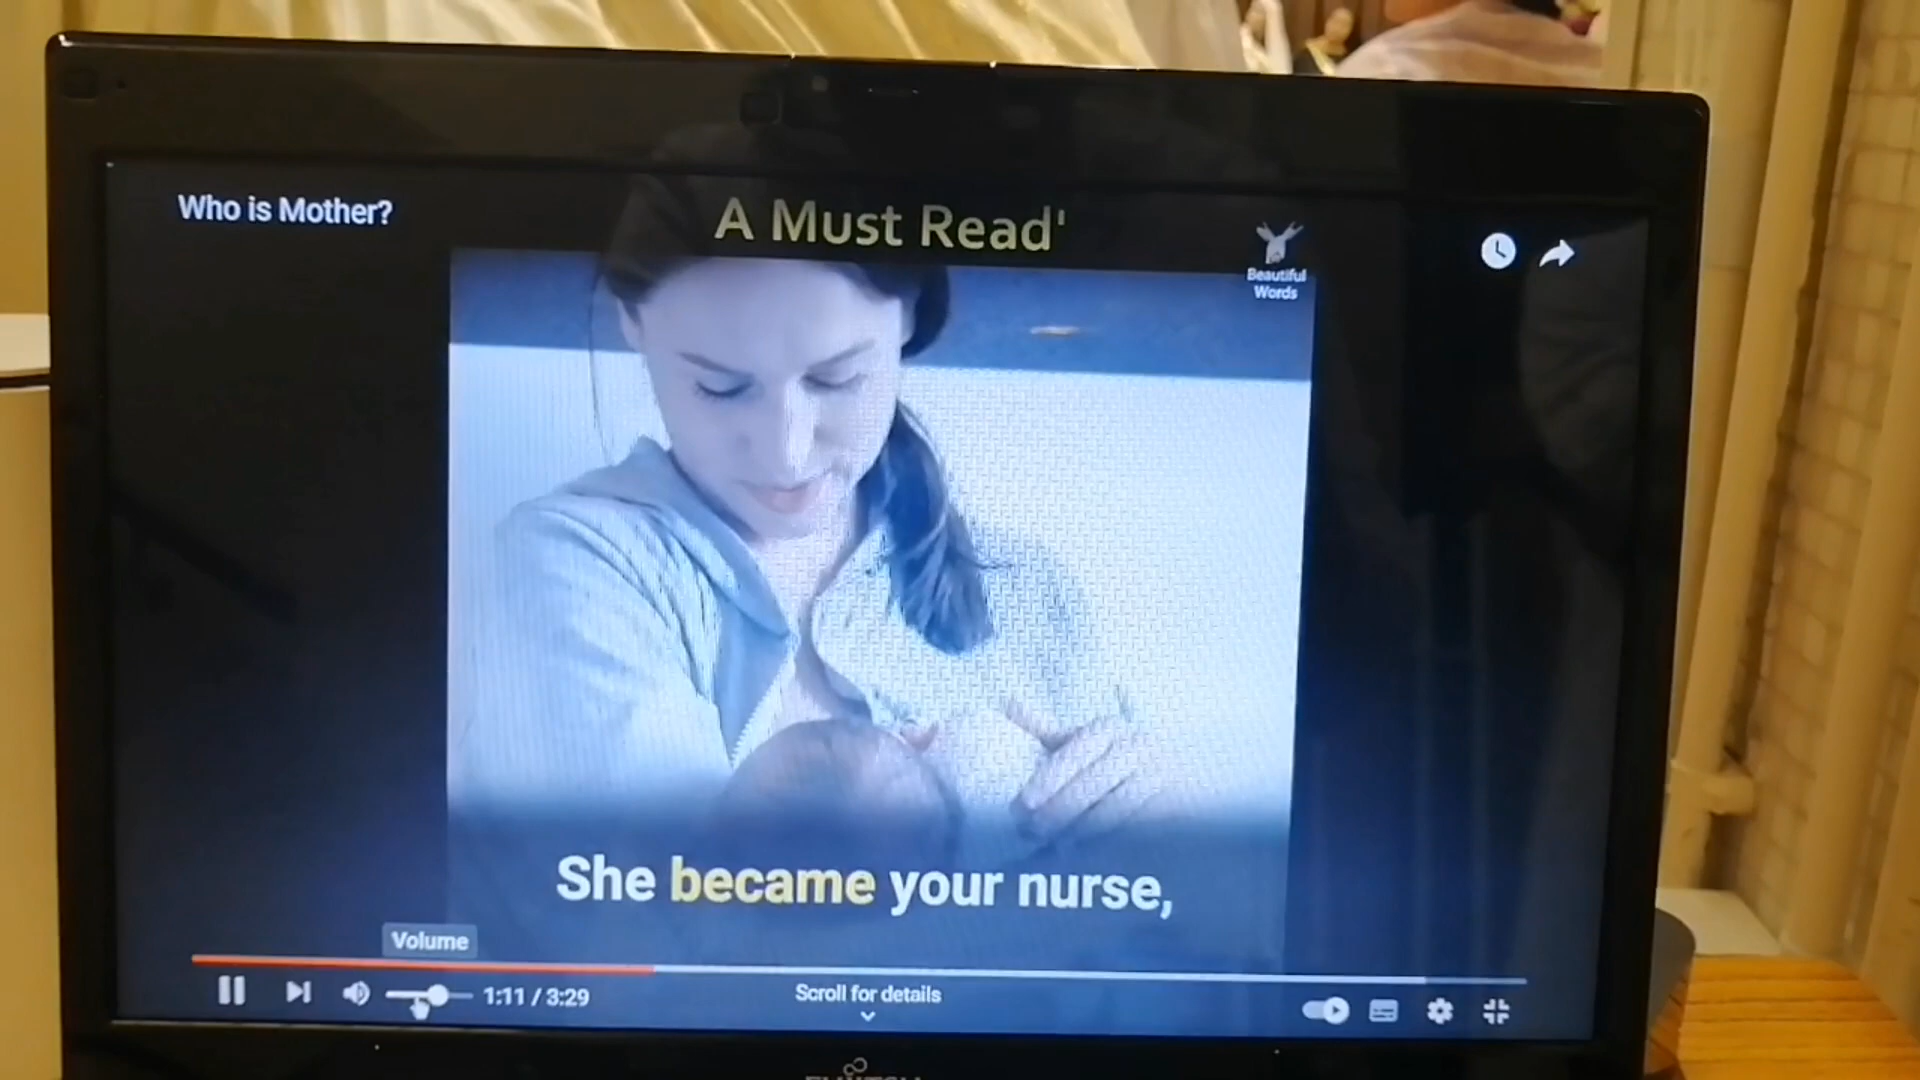 Who is Mother?
A Must Read'
Beautiful
Words
She became your nurse,
Volume
1:11 / 3:29
Scroll for details
FUJITSU